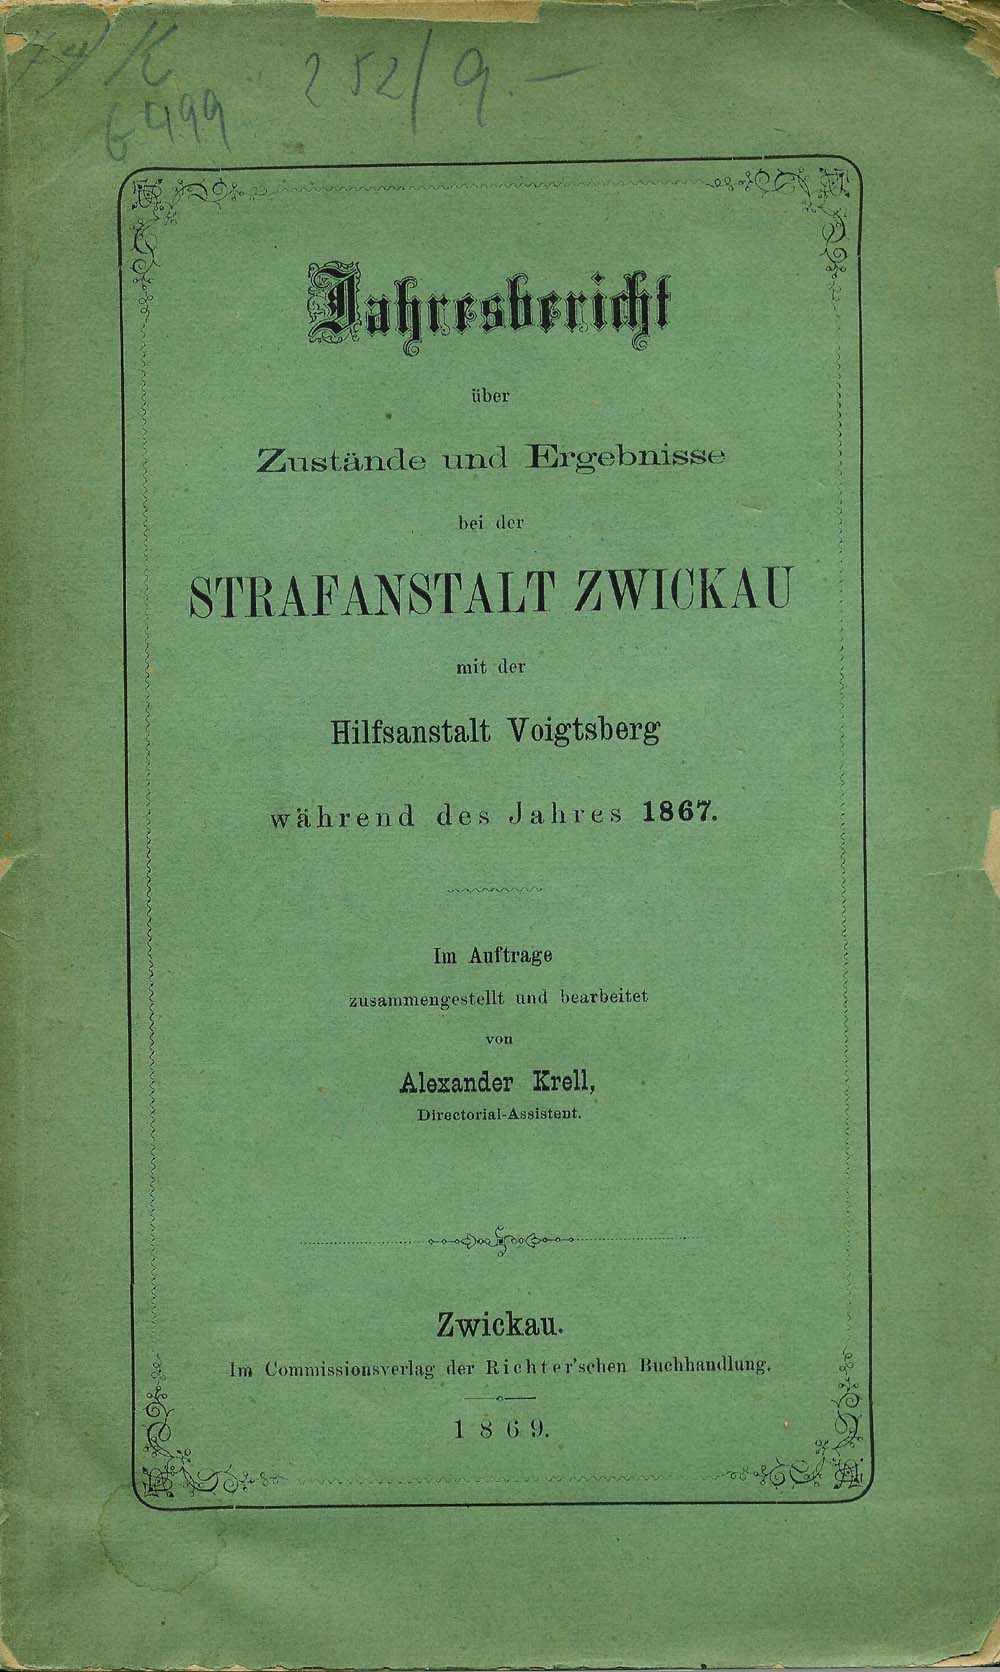 252/9.—
6499
Jahresbericht
über
Zustände und Ergebnisse
bei der
STRAFANSTALT ZWICKAU
mit der
Hilfsanstalt Voigtsberg
während des Jahres 1867.
Im Auftrage
zusammengestellt und bearbeitet
von
Alexander Krell,
Directorial-Assistent.
Zwickau.
Im Commissionsverlag der Richter'schen Buchhandlung.
1869.